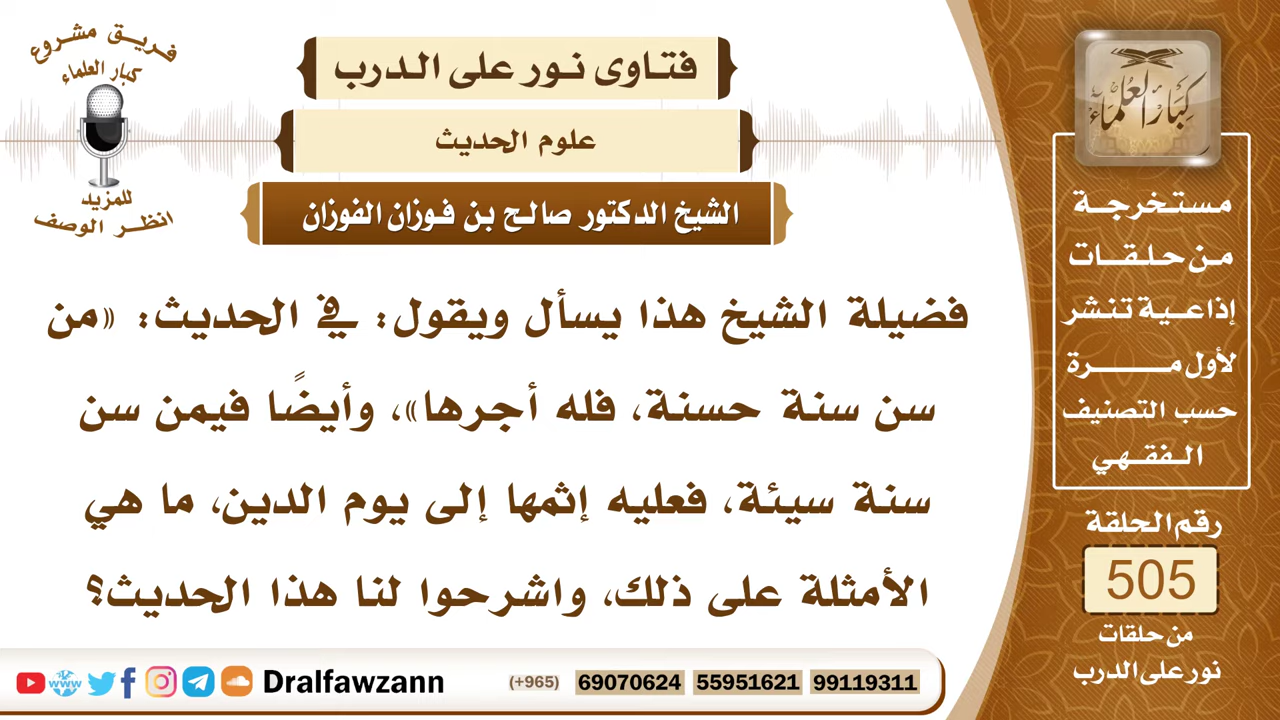 فريق مشروع
كبار العلماء
للمزيد
انظر الوصف
فتاوى نور على الدرب
علوم الحديث
الشيخ الدكتور صالح بن فوزان الفوزان
فضيلة الشيخ هذا يسأل ويقول: في الحديث: «من
سن سنة حسنة، فله أجرها»، وأيضًا فيمن سن
سنة سيئة، فعليه إثمها إلى يوم الدين، ما هي
الأمثلة على ذلك، واشرحوا لنا هذا الحديث؟
كبار العلماء
مستخرجة
من حلقات
إذاعية تنشر
لأول مرة
حسب التصنيف
الفقهي
رقم الحلقة
505
من حلقات
نور على الدرب
www Dralfawzann (+965) 69070624 55951621 99119311